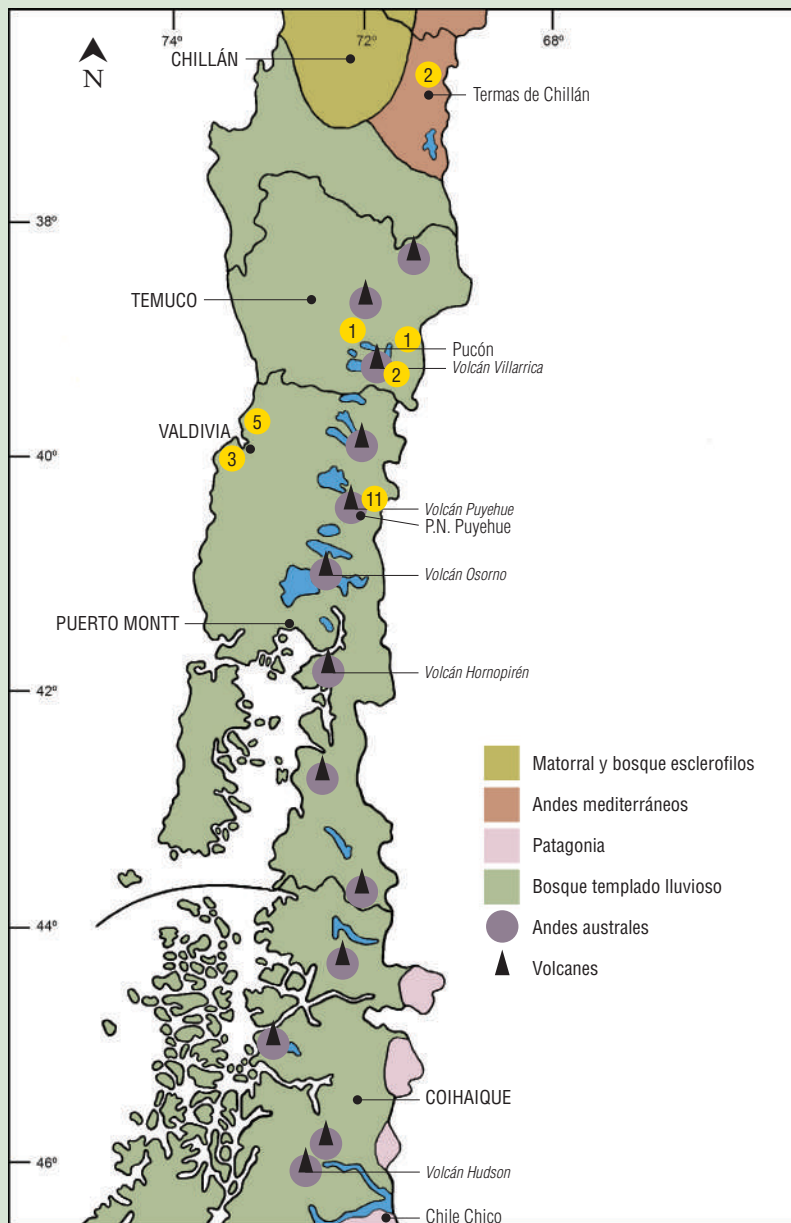 74º
72º
68º
N
CHILLÁN
2
Termas de Chillán
38º
TEMUCO
1
1
Pucón
Volcán Villarrica
2
5
VALDIVIA
3
40º
11
Volcán Puyehue
P.N. Puyehue
Volcán Osorno
PUERTO MONTT
Volcán Hornopirén
42º
Matorral y bosque esclerofilos
Andes mediterráneos
Patagonia
Bosque templado lluvioso
44º
Andes australes
Volcanes
COIHAIQUE
46º
Volcán Hudson
Chile Chico